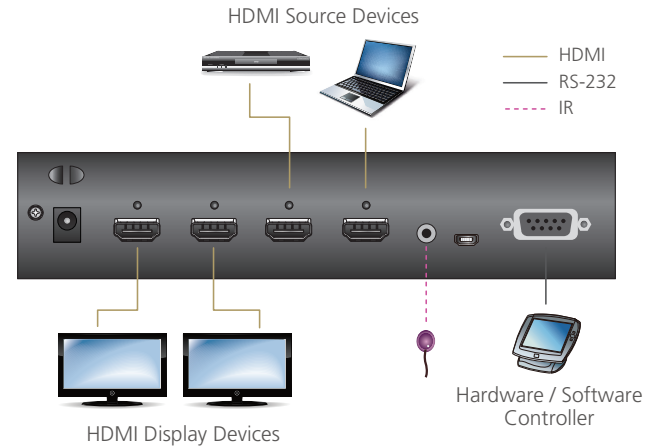 HDMI Source Devices
HDMI
RS-232
IR
HDMI Display Devices
Hardware / Software
Controller